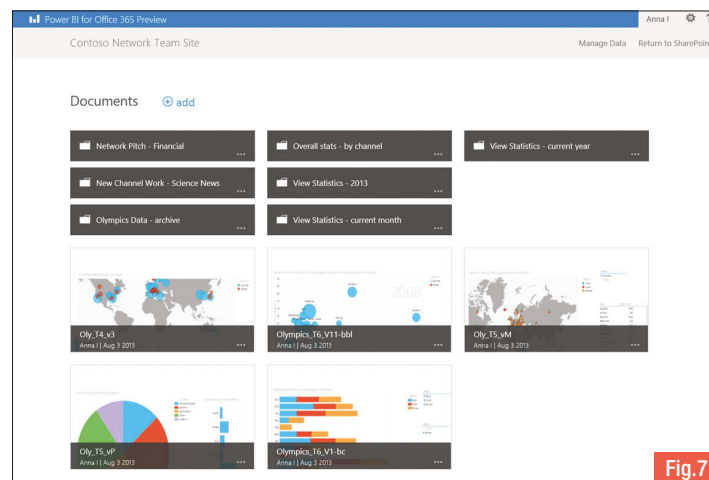 Power BI for Office 365 Preview
Anna I
Contoso Network Team Site
Manage Data
Return to SharePoin
Documents
add
Network Pitch - Financial
Overall stats - by channel
View Statistics - current year
New Channel Work - Science News
View Statistics - 2013
Olympics Data - archive
View Statistics - current month
2008
Oly_T4_v3
Anna I | Aug 3 2013
Olympics_T6_V11-bbl
Anna I | Aug 3 2013
Oly_T5_vM
Anna I | Aug 3 2013
Oly_T5_vP
Anna I | Aug 3 2013
Olympics_T6_V1-bc
Anna I | Aug 3 2013
Fig.7